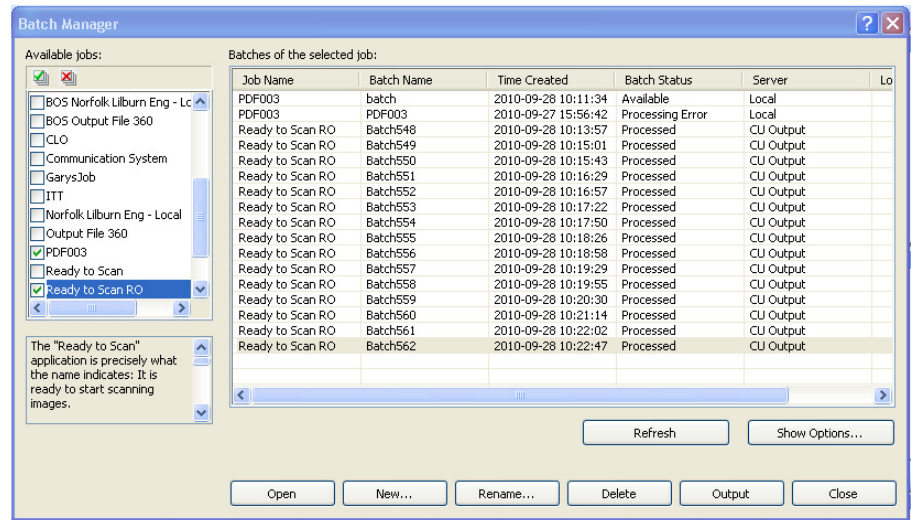 Batch Manager
Available jobs:
BOS Norfolk Lilburn Eng - Lc
BOS Output File 360
CLO
Communication System
GarysJob
ITT
Norfolk Lilburn Eng - Local
Output File 360
PDF003
Ready to Scan
Ready to Scan RO
The "Ready to Scan"
application is precisely what
the name indicates: It is
ready to start scanning
images.
Batches of the selected job:
Job Name Batch Name Time Created Batch Status Server Lo
PDF003 batch 2010-09-28 10:11:34 Available Local
PDF003 PDF003 2010-09-27 15:56:42 Processing Error Local
Ready to Scan RO Batch548 2010-09-28 10:13:57 Processed CU Output
Ready to Scan RO Batch549 2010-09-28 10:15:01 Processed CU Output
Ready to Scan RO Batch550 2010-09-28 10:15:43 Processed CU Output
Ready to Scan RO Batch551 2010-09-28 10:16:29 Processed CU Output
Ready to Scan RO Batch552 2010-09-28 10:16:57 Processed CU Output
Ready to Scan RO Batch553 2010-09-28 10:17:22 Processed CU Output
Ready to Scan RO Batch554 2010-09-28 10:17:50 Processed CU Output
Ready to Scan RO Batch555 2010-09-28 10:18:26 Processed CU Output
Ready to Scan RO Batch556 2010-09-28 10:18:58 Processed CU Output
Ready to Scan RO Batch557 2010-09-28 10:19:29 Processed CU Output
Ready to Scan RO Batch558 2010-09-28 10:19:55 Processed CU Output
Ready to Scan RO Batch559 2010-09-28 10:20:30 Processed CU Output
Ready to Scan RO Batch560 2010-09-28 10:21:14 Processed CU Output
Ready to Scan RO Batch561 2010-09-28 10:22:02 Processed CU Output
Ready to Scan RO Batch562 2010-09-28 10:22:47 Processed CU Output
Refresh Show Options...
Open New... Rename... Delete Output Close